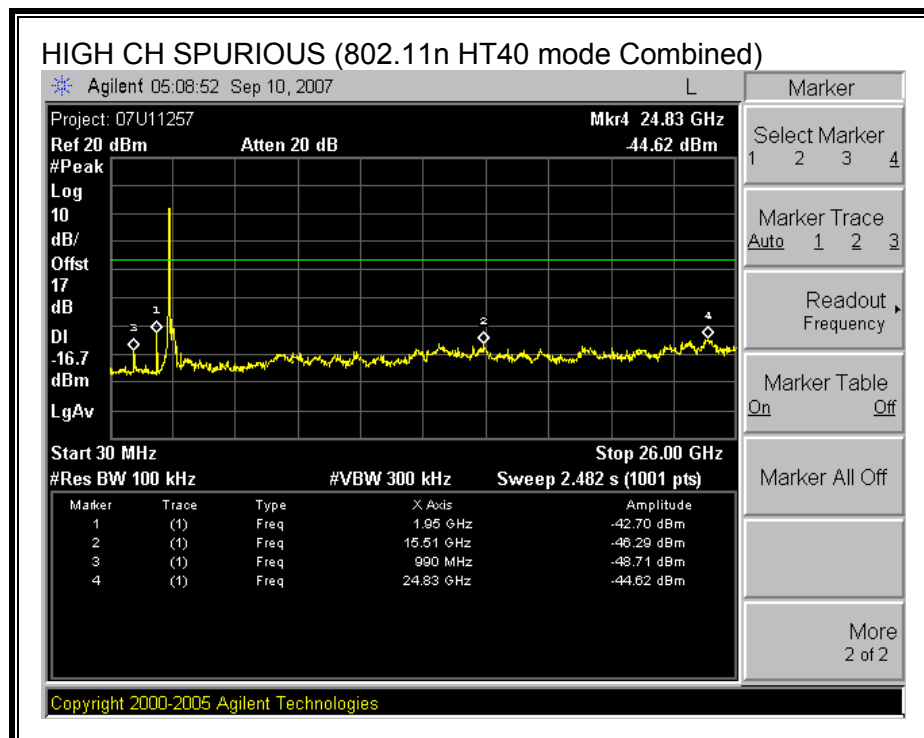 HIGH CH SPURIOUS (802.11n HT40 mode Combined)
Agilent 05:08:52 Sep 10, 2007 L
Project: 07U11257 Mkr4 24.83 GHz
Ref 20 dBm Atten 20 dB -44.62 dBm
#Peak
Log
10
dB/
Offst
17
dB
DI
-16.7
dBm
LgAv
3
1
2
4
Start 30 MHz Stop 26.00 GHz
#Res BW 100 kHz #VBW 300 kHz Sweep 2.482 s (1001 pts)
Marker Trace Type X Axis Amplitude
1 (1) Freq 1.95 GHz -42.70 dBm
2 (1) Freq 15.51 GHz -46.29 dBm
3 (1) Freq 990 MHz -48.71 dBm
4 (1) Freq 24.83 GHz -44.62 dBm
Marker
Select Marker
1 2 3 4
Marker Trace
Auto 1 2 3
Readout
Frequency
Marker Table
On Off
Marker All Off
More
2 of 2
Copyright 2000-2005 Agilent Technologies